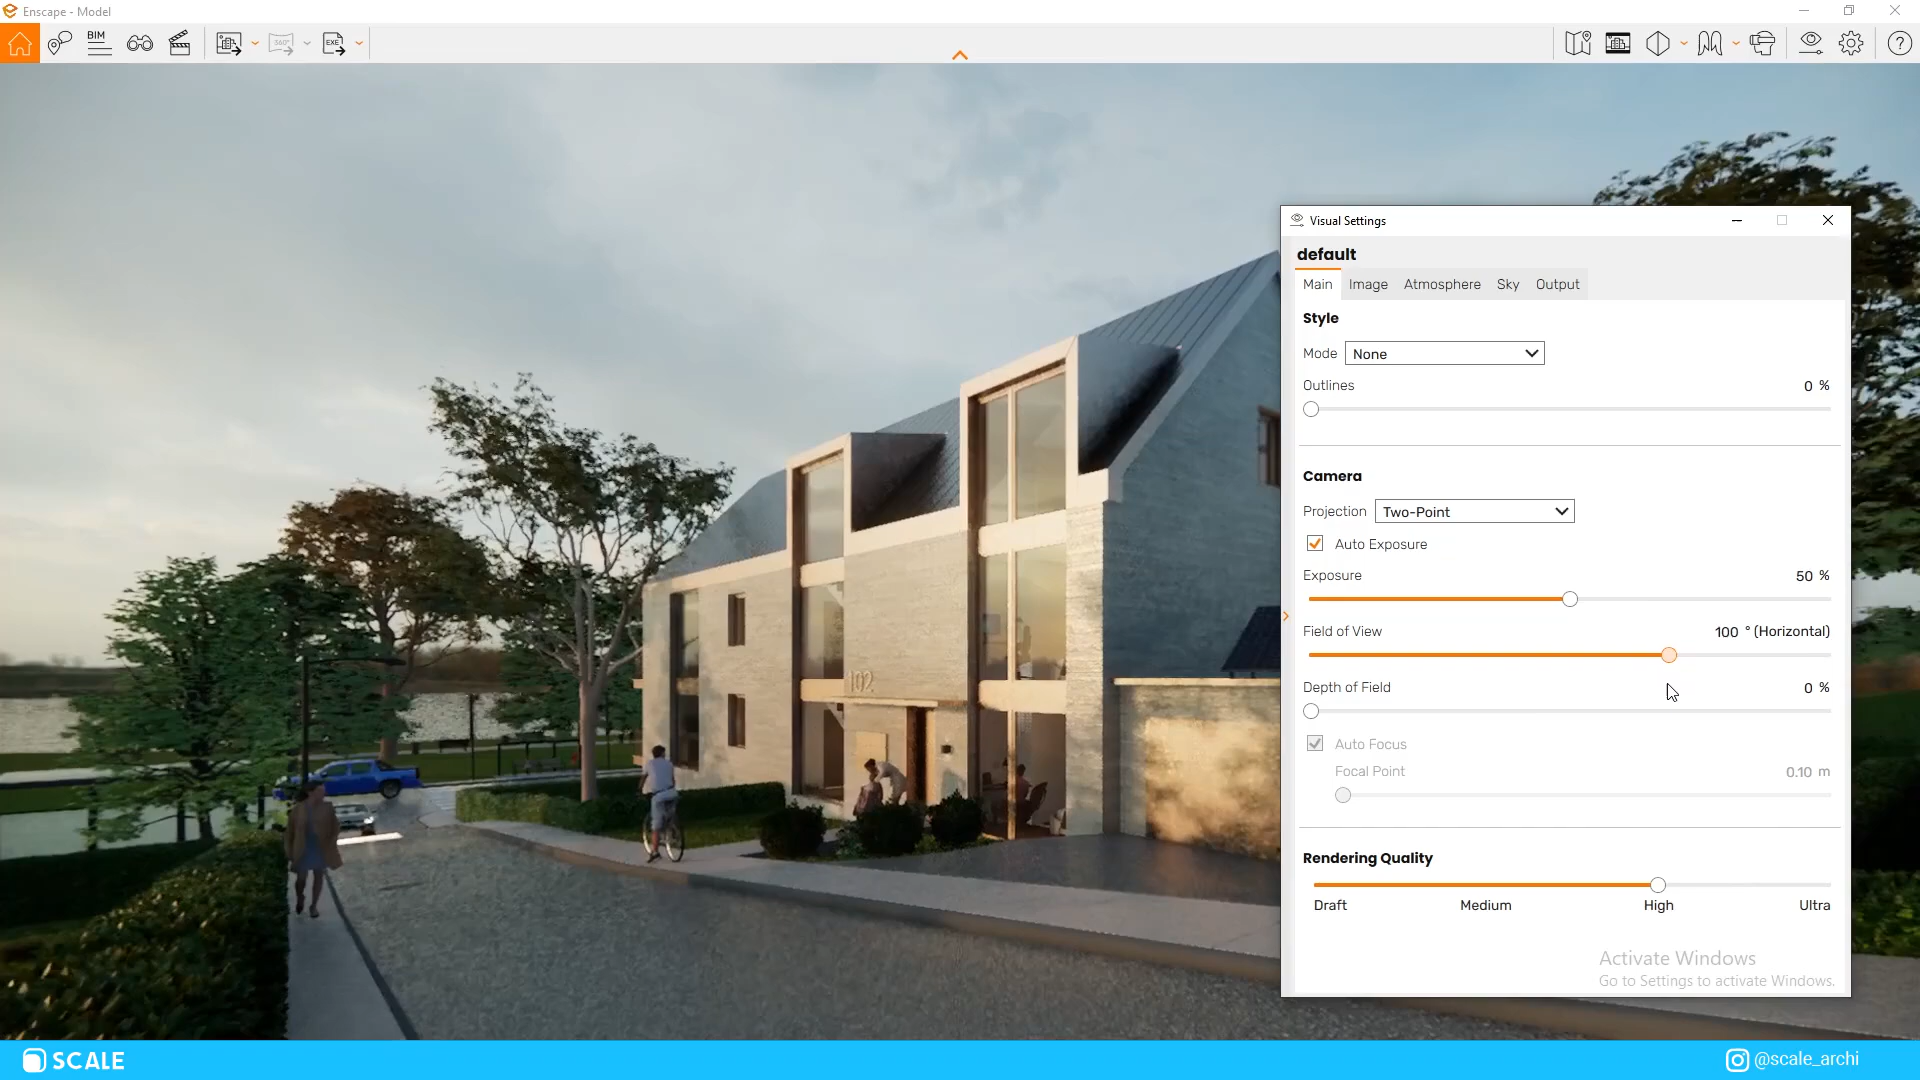 Enscape - Model
BIM
360°
EXE
?
Visual Settings
default
Main Image Atmosphere Sky Output
Style
Mode None
Outlines 0 %
Camera
Projection Two-Point
Auto Exposure
Exposure 50 %
Field of View 100 ° (Horizontal)
Depth of Field 0 %
Auto Focus
Focal Point 0.10 m
Rendering Quality
Draft Medium High Ultra
Activate Windows
Go to Settings to activate Windows.
102
SCALE
@scale_archi